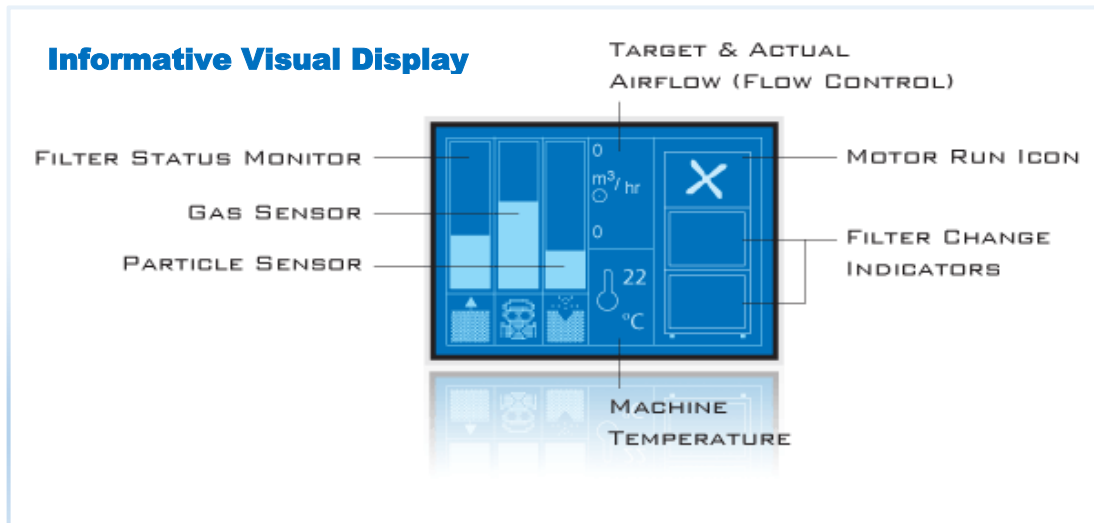 Informative Visual Display
TARGET & ACTUAL
AIRFLOW (FLOW CONTROL)
FILTER STATUS MONITOR
GAS SENSOR
PARTICLE SENSOR
0
m³/ hr
0
22
°C
MOTOR RUN ICON
FILTER CHANGE
INDICATORS
MACHINE
TEMPERATURE